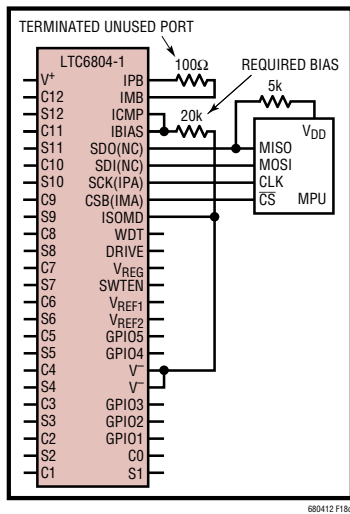 TERMINATED UNUSED PORT
LTC6804-1
100Ω
REQUIRED BIAS
5k
20k
V+ IPB
C12 IMB
S12 ICMP
C11 IBIAS
S11 SDO(NC)
C10 SDI(NC)
S10 SCK(IPA)
C9 CSB(IMA)
S9 ISOMD
C8 WDT
S8 DRIVE
C7 VREG
S7 SWTEN
C6 VREF1
S6 VREF2
C5 GPIO5
S5 GPIO4
C4 V–
S4 V–
C3 GPIO3
S3 GPIO2
C2 GPIO1
S2 C0
C1 S1
VDD
MISO
MOSI
CLK
C̅S̅ MPU